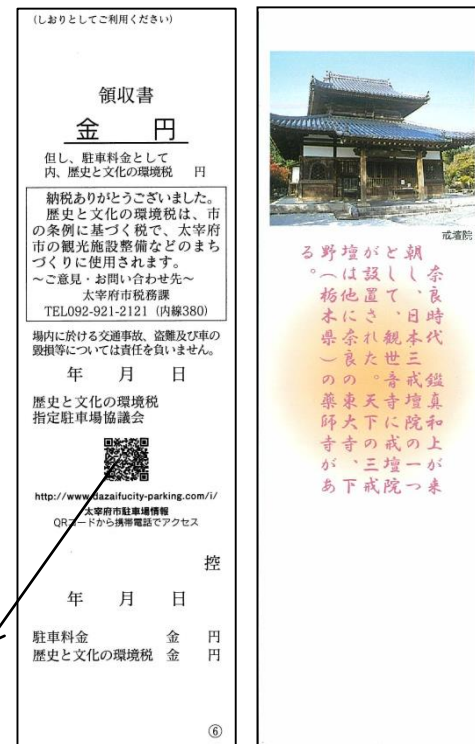 (しおりとしてご利用ください)
領収書
金　円
但し、駐車料金として
内、歴史と文化の環境税　円
納税ありがとうございました。
歴史と文化の環境税は、市
の条例に基づく税で、太宰府
市の観光施設整備などのまち
づくりに使用されます。
～ご意見・お問い合わせ先～
太宰府市税務課
TEL092-921-2121 (内線380)
場内に於ける交通事故、盗難及び車の
毀損等については責任を負いません。
年　月　日
歴史と文化の環境税
指定駐車場協議会
http://www.dazaifucity-parking.com/i/
太宰府市駐車場情報
QRコードから携帯電話でアクセス
控
年　月　日
駐車料金　金　円
歴史と文化の環境税　金　円
⑥
戒壇院
奈良時代、鑑真和上が来
朝し、日本三戒壇院の一つ
として、観世音寺に戒壇院
が設置された。天下の三戒
壇は他に奈良の東大寺、下
野(栃木県)の薬師寺があ
る。